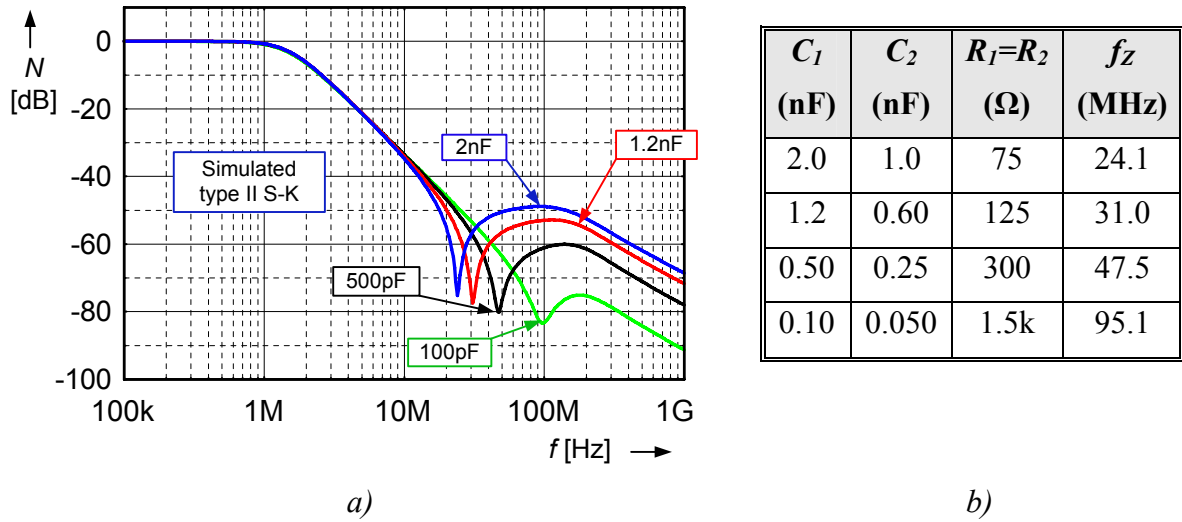 0
N
[dB]
-20
-40
-60
-80
-100
Simulated
type II S-K
2nF
1.2nF
500pF
100pF
100k 1M 10M 100M 1G
f [Hz]
a)
C1 C2 R1=R2 fZ
(nF) (nF) (Ω) (MHz)
2.0 1.0 75 24.1
1.2 0.60 125 31.0
0.50 0.25 300 47.5
0.10 0.050 1.5k 95.1
b)